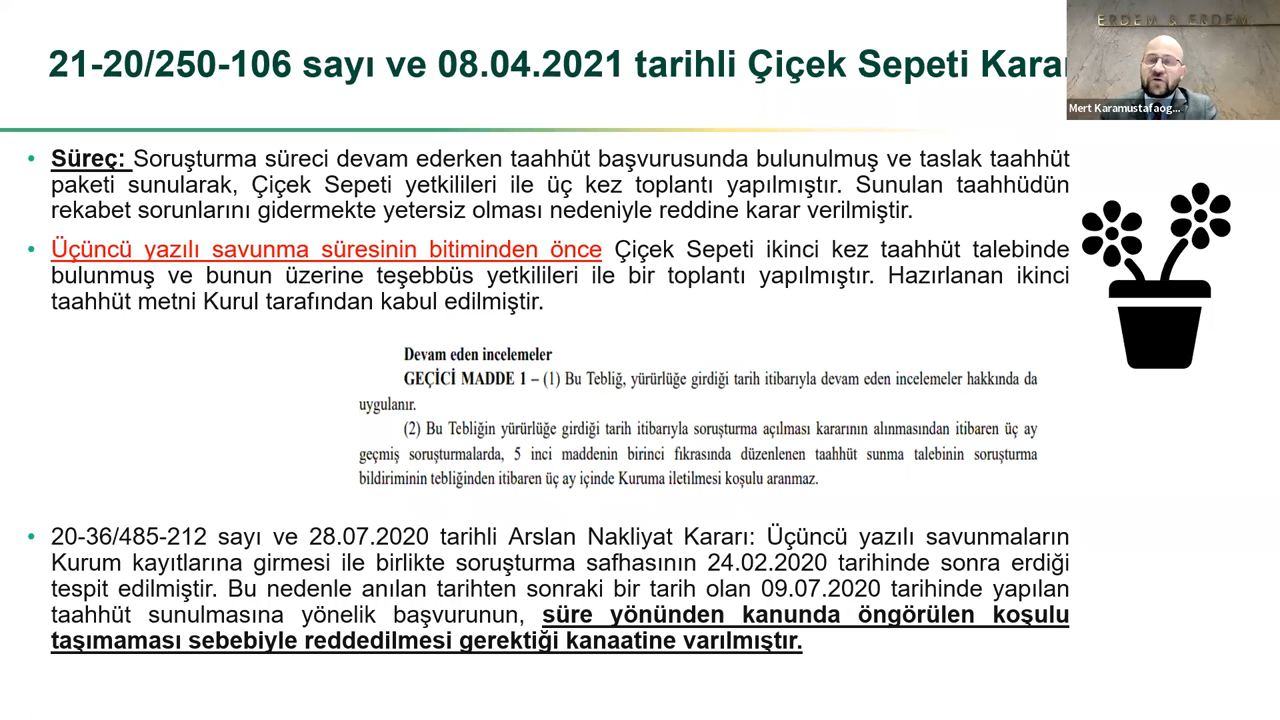 21-20/250-106 sayı ve 08.04.2021 tarihli Çiçek Sepeti Karar
ERDEM & ERDEM
Mert Karamustafaog...
• Süreç: Soruşturma süreci devam ederken taahhüt başvurusunda bulunulmuş ve taslak taahhüt
paketi sunularak, Çiçek Sepeti yetkilileri ile üç kez toplantı yapılmıştır. Sunulan taahhüdün
rekabet sorunlarını gidermekte yetersiz olması nedeniyle reddine karar verilmiştir.
• Üçüncü yazılı savunma süresinin bitiminden önce Çiçek Sepeti ikinci kez taahhüt talebinde
bulunmuş ve bunun üzerine teşebbüs yetkilileri ile bir toplantı yapılmıştır. Hazırlanan ikinci
taahhüt metni Kurul tarafından kabul edilmiştir.
Devam eden incelemeler
GEÇİCİ MADDE 1 – (1) Bu Tebliğ, yürürlüğe girdiği tarih itibarıyla devam eden incelemeler hakkında da
uygulanır.
(2) Bu Tebliğin yürürlüğe girdiği tarih itibarıyla soruşturma açılması kararının alınmasından itibaren üç ay
geçmiş soruşturmalarda, 5 inci maddenin birinci fıkrasında düzenlenen taahhüt sunma talebinin soruşturma
bildiriminin tebliğinden itibaren üç ay içinde Kuruma iletilmesi koşulu aranmaz.
• 20-36/485-212 sayı ve 28.07.2020 tarihli Arslan Nakliyat Kararı: Üçüncü yazılı savunmaların
Kurum kayıtlarına girmesi ile birlikte soruşturma safhasının 24.02.2020 tarihinde sonra erdiği
tespit edilmiştir. Bu nedenle anılan tarihten sonraki bir tarih olan 09.07.2020 tarihinde yapılan
taahhüt sunulmasına yönelik başvurunun, süre yönünden kanunda öngörülen koşulu
taşımaması sebebiyle reddedilmesi gerektiği kanaatine varılmıştır.